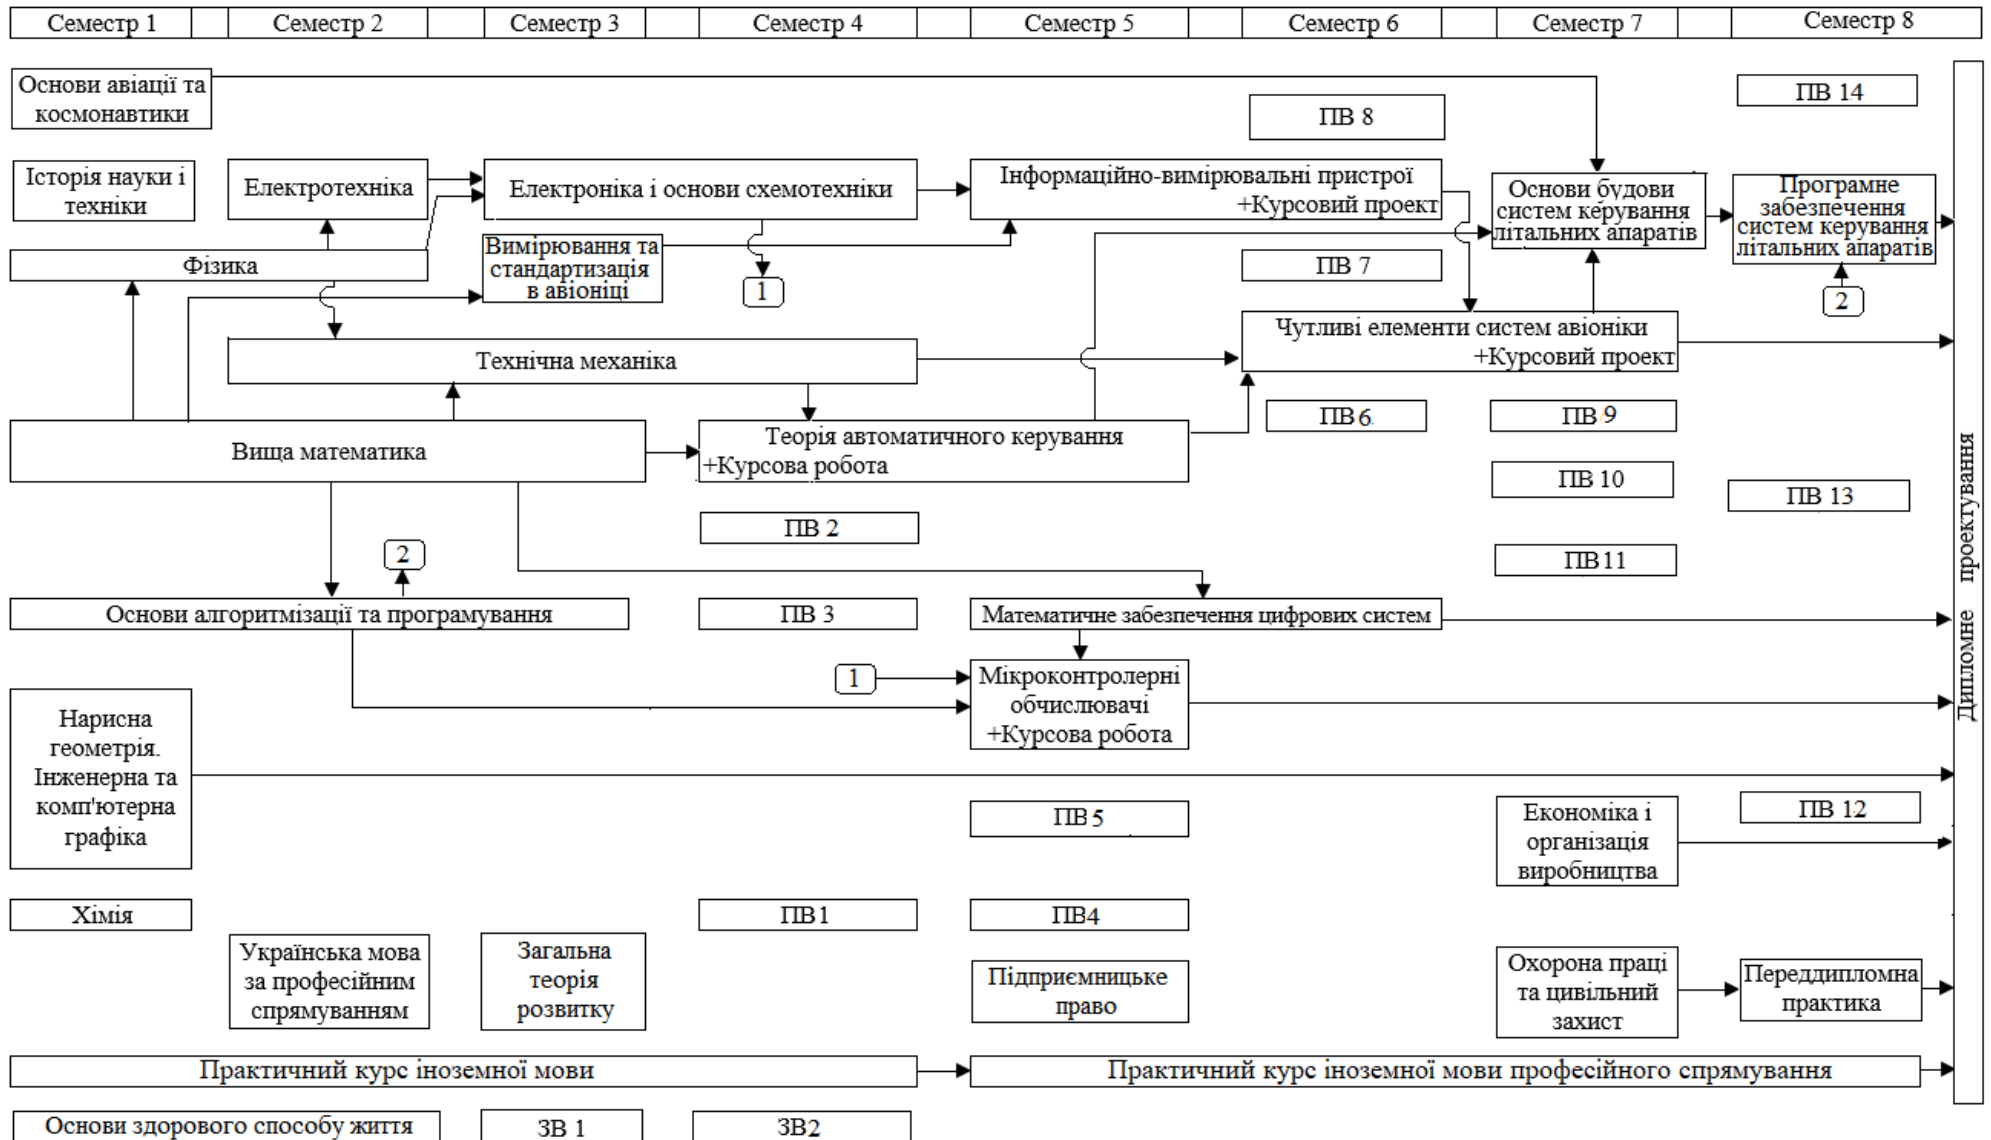 Семестр 1
Семестр 2
Семестр 3
Семестр 4
Семестр 5
Семестр 6
Семестр 7
Семестр 8
Основи авіації та
космонавтики
ПВ 14
ПВ 8
Історія науки і
техніки
Електротехніка
Електроніка і основи схемотехніки
Інформаційно-вимірювальні пристрої
+Курсовий проект
Основи будови
систем керування
літальних апаратів
Програмне
забезпечення
систем керування
літальних апаратів
Вимірювання та
стандартизація
в авіоніці
Фізика
ПВ 7
1
2
Чутливі елементи систем авіоніки
+Курсовий проект
Технічна механіка
ПВ 6
ПВ 9
Вища математика
Теорія автоматичного керування
+Курсова робота
ПВ 10
ПВ 13
ПВ 2
2
ПВ 11
Основи алгоритмізації та програмування
ПВ 3
Математичне забезпечення цифрових систем
1
Мікроконтролерні
обчислювачі
+Курсова робота
Дипломне проектування
Нарисна
геометрія.
Інженерна та
комп'ютерна
графіка
ПВ 5
Економіка і
організація
виробництва
ПВ 12
Хімія
ПВ1
ПВ4
Українська мова
за професійним
спрямуванням
Загальна
теорія
розвитку
Підприємницьке
право
Охорона праці
та цивільний
захист
Переддипломна
практика
Практичний курс іноземної мови
Практичний курс іноземної мови професійного спрямування
Основи здорового способу життя
ЗВ 1
ЗВ2